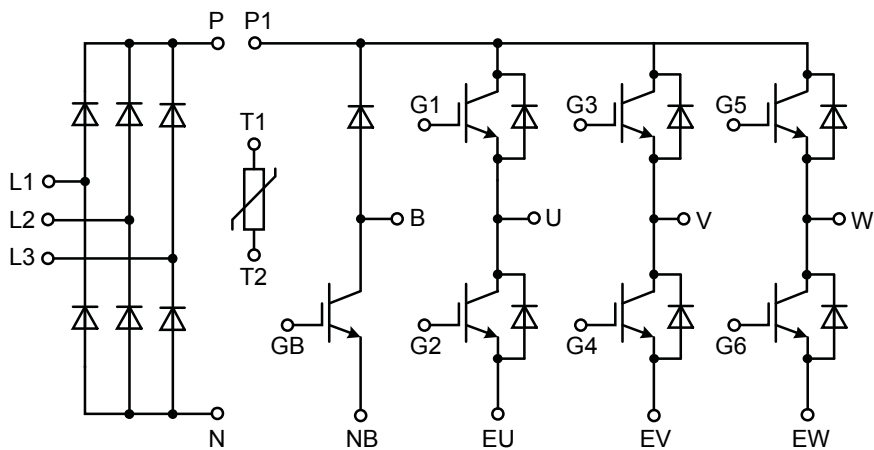 P P1
G1 G3 G5
T1
L1
L2 B U V W
L3
T2
GB G2 G4 G6
N NB EU EV EW